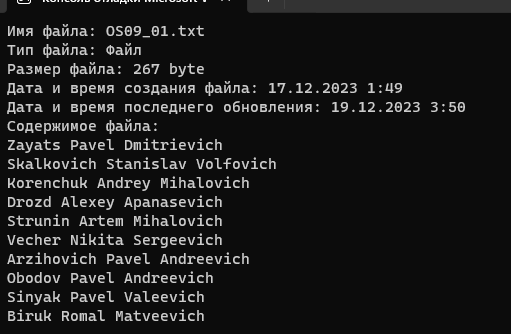 Консоль отладки Microsoft
Имя файла: OS09_01.txt
Тип файла: Файл
Размер файла: 267 byte
Дата и время создания файла: 17.12.2023 1:49
Дата и время последнего обновления: 19.12.2023 3:50
Содержимое файла:
Zayats Pavel Dmitrievich
Skalkovich Stanislav Volfovich
Korenchuk Andrey Mihalovich
Drozd Alexey Apanasevich
Strunin Artem Mihalovich
Vecher Nikita Sergeevich
Arzihovich Pavel Andreevich
Obodov Pavel Andreevich
Sinyak Pavel Valeevich
Biruk Romal Matveevich